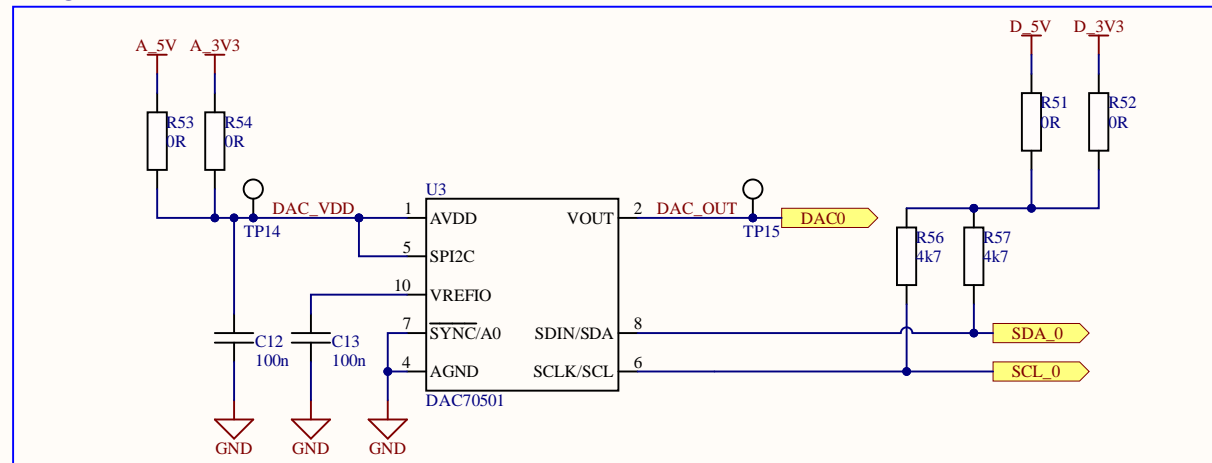 A_5V
A_3V3
D_5V
D_3V3
R53
0R
R54
0R
R51
0R
R52
0R
U3
DAC_VDD
1
AVDD
VOUT
2
DAC_OUT
DAC0
TP14
TP15
5
SPI2C
R56
4k7
R57
4k7
10
VREFIO
7
SYNC/A0
SDIN/SDA
8
SDA_0
C12
100n
C13
100n
4
AGND
SCLK/SCL
6
SCL_0
DAC70501
GND
GND
GND